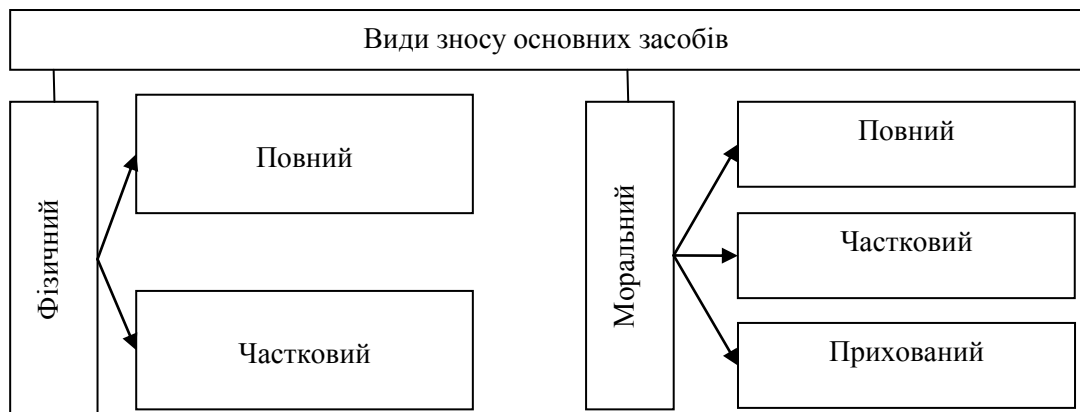 Види зносу основних засобів
Фізичний
Повний
Частковий
Моральний
Повний
Частковий
Прихований